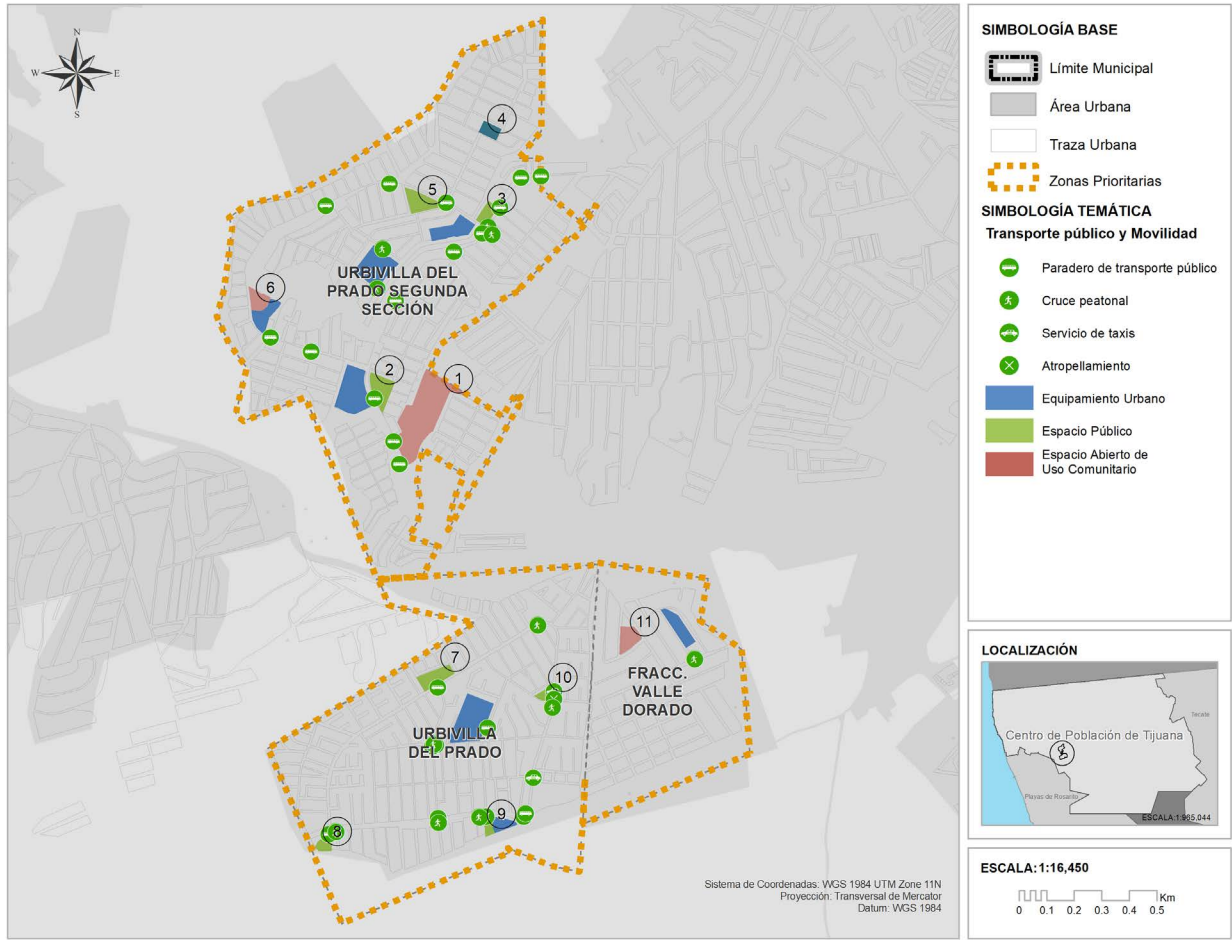 N
W
E
S
4
5
3
URBIVILLA DEL
PRADO SEGUNDA
SECCIÓN
6
2
1
11
7
10
FRACC.
VALLE
DORADO
URBIVILLA
DEL PRADO
9
8
Sistema de Coordenadas: WGS 1984 UTM Zone 11N
Proyección: Transversal de Mercator
Datum: WGS 1984
SIMBOLOGÍA BASE
Límite Municipal
Área Urbana
Traza Urbana
Zonas Prioritarias
SIMBOLOGÍA TEMÁTICA
Transporte público y Movilidad
Paradero de transporte público
Cruce peatonal
Servicio de taxis
Atropellamiento
Equipamiento Urbano
Espacio Público
Espacio Abierto de
Uso Comunitario
LOCALIZACIÓN
Tecate
Centro de Población de Tijuana
Playas de Rosarito
ESCALA:1:965,044
ESCALA:1:16,450
Km
0 0.1 0.2 0.3 0.4 0.5